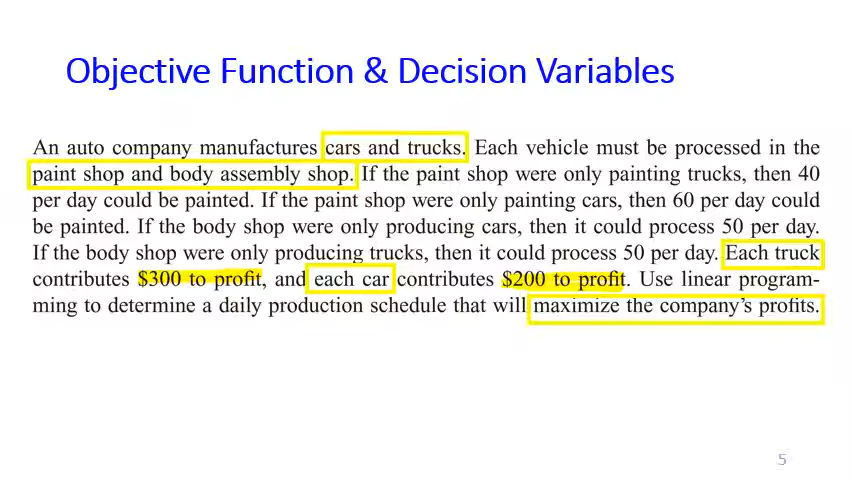 Objective Function & Decision Variables
An auto company manufactures cars and trucks. Each vehicle must be processed in the
paint shop and body assembly shop. If the paint shop were only painting trucks, then 40
per day could be painted. If the paint shop were only painting cars, then 60 per day could
be painted. If the body shop were only producing cars, then it could process 50 per day.
If the body shop were only producing trucks, then it could process 50 per day. Each truck
contributes $300 to profit, and each car contributes $200 to profit. Use linear program-
ming to determine a daily production schedule that will maximize the company's profits.
5